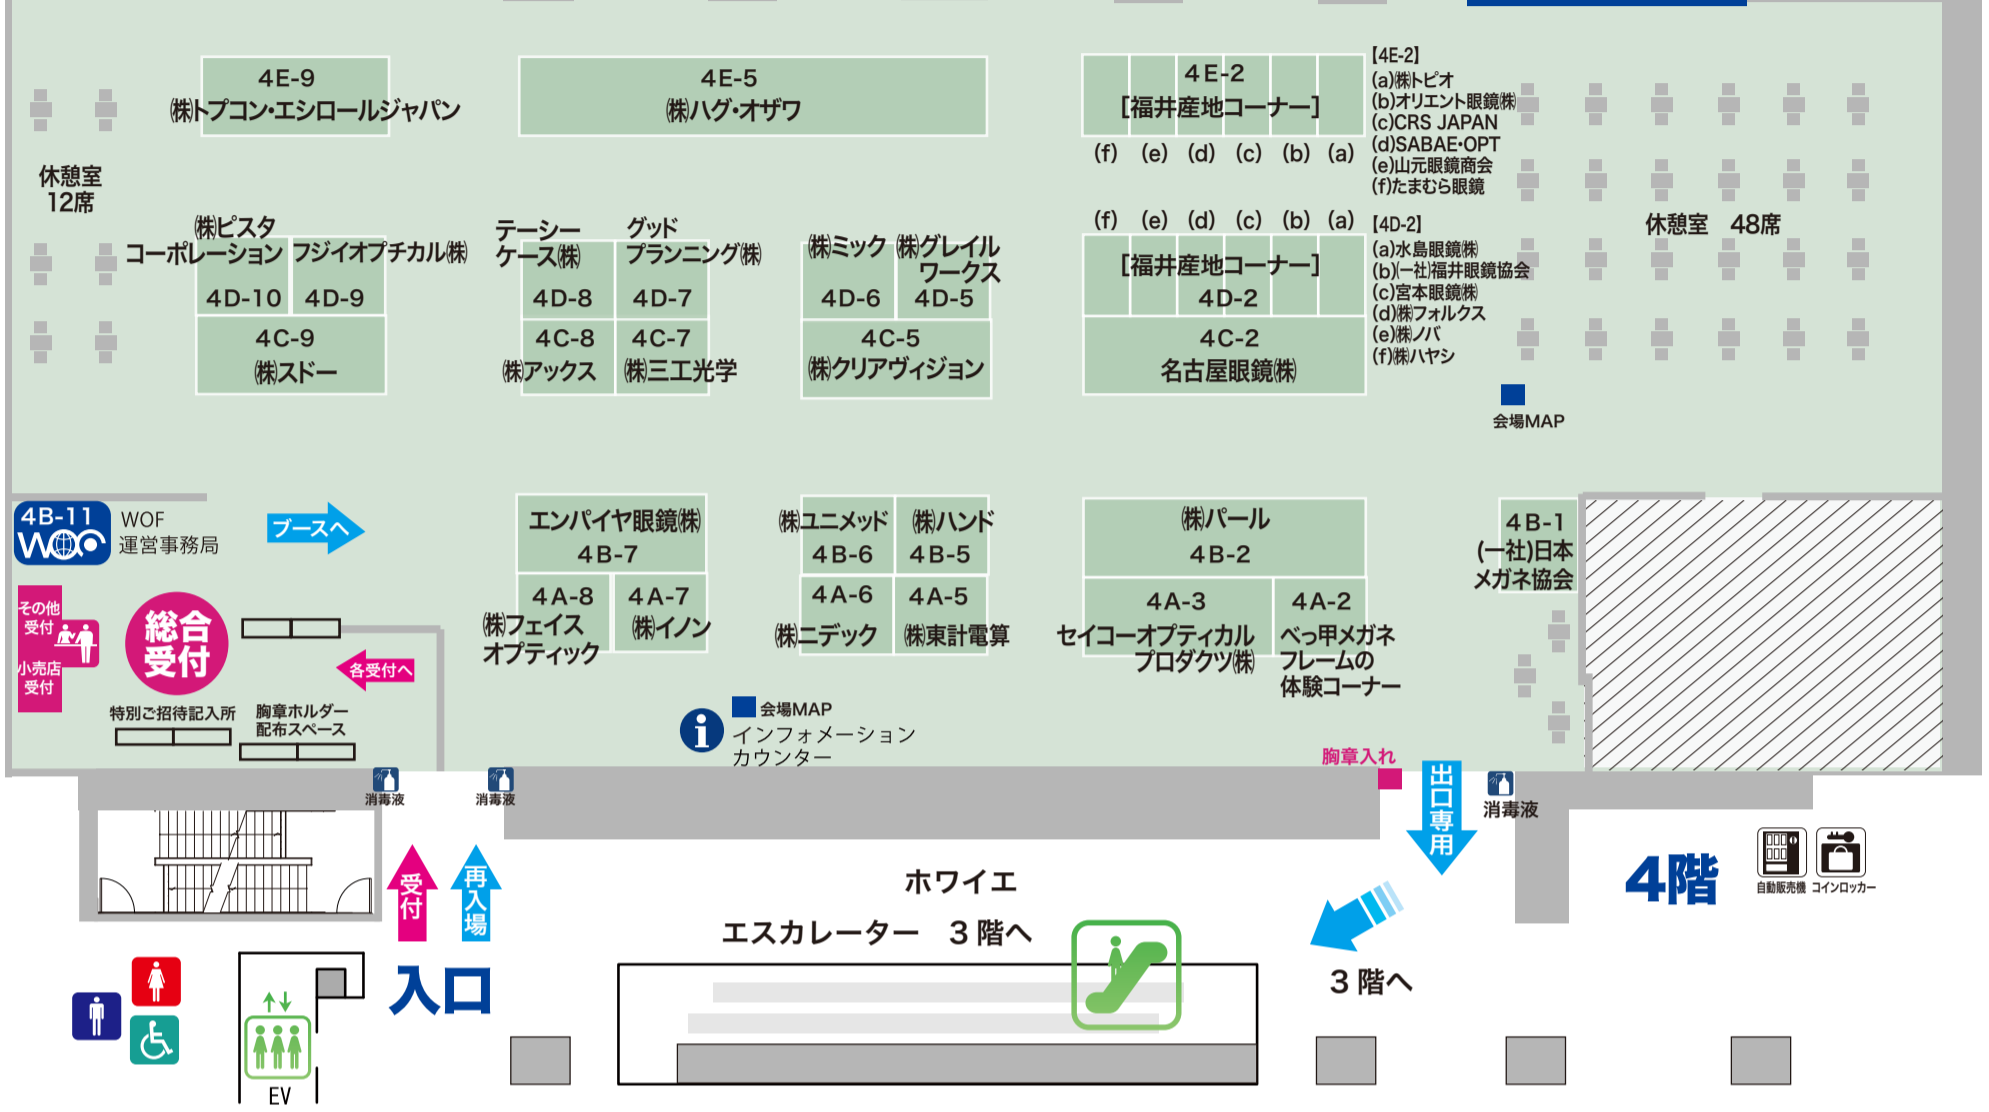 4E-9
㈱トプコン・エシロールジャパン
4E-5
㈱ハグ・オザワ
4E-2
[福井産地コーナー]
(f) (e) (d) (c) (b) (a)
【4E-2】
(a)㈱トピオ
(b)オリエント眼鏡㈱
(c)CRS JAPAN
(d)SABAE・OPT
(e)山元眼鏡商会
(f)たまむら眼鏡
休憩室
12席
㈱ピスタ
コーポレーション
4D-10
フジイオプチカル㈱
4D-9
4C-9
㈱スドー
テーシー
ケース㈱
4D-8
グッド
プランニング㈱
4D-7
4C-8
㈱アックス
4C-7
㈱三工光学
㈱ミック
4D-6
㈱グレイル
ワークス
4D-5
4C-5
㈱クリアヴィジョン
(f) (e) (d) (c) (b) (a)
[福井産地コーナー]
4D-2
4C-2
名古屋眼鏡㈱
【4D-2】
(a)水島眼鏡㈱
(b)(一社)福井眼鏡協会
(c)宮本眼鏡㈱
(d)㈱フォルクス
(e)㈱ノバ
(f)㈱ハヤシ
休憩室 48席
会場MAP
4B-11
WOF
WOF
運営事務局
ブースへ
エンパイヤ眼鏡㈱
4B-7
4A-8
㈱フェイス
オプティック
4A-7
㈱イノン
㈱ユニメッド
4B-6
㈱ハンド
4B-5
4A-6
㈱ニデック
4A-5
㈱東計電算
㈱パール
4B-2
4A-3
セイコーオプティカル
プロダクツ㈱
4A-2
べっ甲メガネ
フレームの
体験コーナー
4B-1
(一社)日本
メガネ協会
その他
受付
小売店
受付
総合
受付
各受付へ
特別ご招待記入所
胸章ホルダー
配布スペース
会場MAP
インフォメーション
カウンター
胸章入れ
消毒液
消毒液
出口専用
消毒液
受付
再入場
入口
ホワイエ
エスカレーター 3階へ
3階へ
4階
自動販売機
コインロッカー
EV